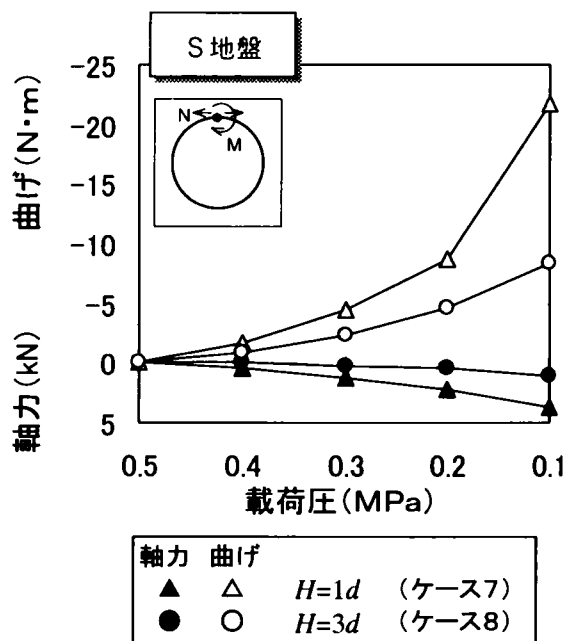 S地盤
-25
-20
-15
-10
-5
0
5
曲げ(N・m)
軸力(kN)
N
M
0.5 0.4 0.3 0.2 0.1
載荷圧(MPa)
軸力 曲げ
▲ △ H=1d (ケース7)
● ○ H=3d (ケース8)